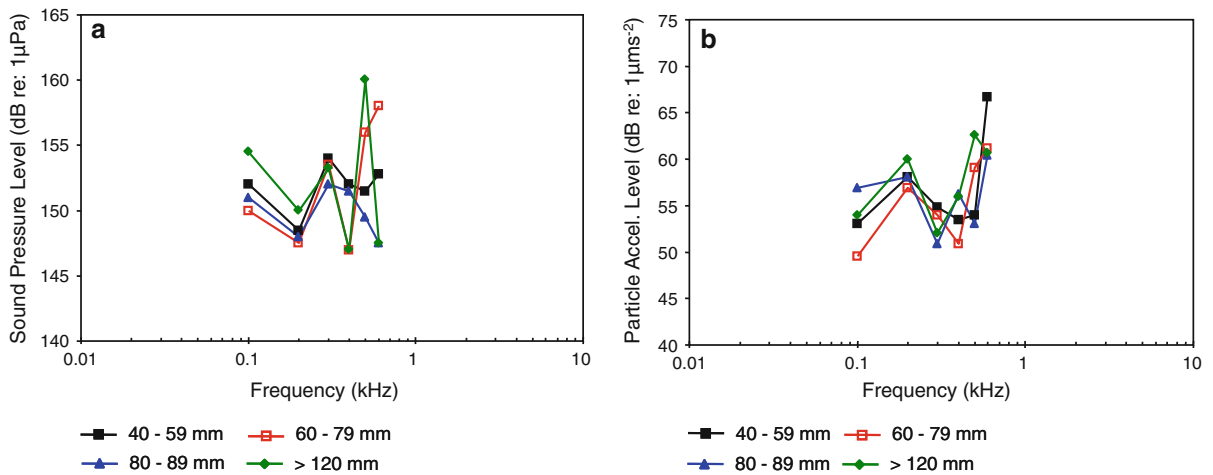 a
Sound Pressure Level (dB re: 1µPa)
165
160
155
150
145
140
0.01
0.1
1
10
Frequency (kHz)
40 - 59 mm
60 - 79 mm
80 - 89 mm
> 120 mm
b
Particle Accel. Level (dB re: 1µms-2)
75
70
65
60
55
50
45
40
0.01
0.1
1
10
Frequency (kHz)
40 - 59 mm
60 - 79 mm
80 - 89 mm
> 120 mm